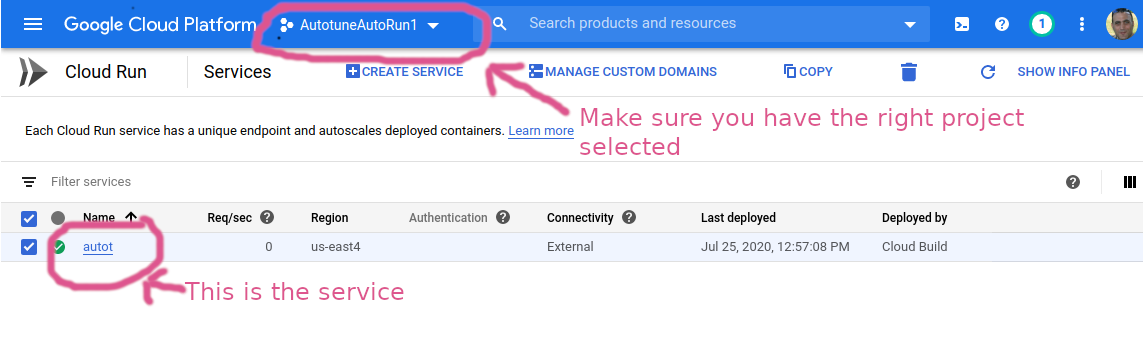 Google Cloud Platform AutotuneAutoRun1 Search products and resources 1
Cloud Run Services CREATE SERVICE MANAGE CUSTOM DOMAINS COPY SHOW INFO PANEL
Each Cloud Run service has a unique endpoint and autoscales deployed containers. Learn more
Make sure you have the right project
selected
Filter services
Name Req/sec Region Authentication Connectivity Last deployed Deployed by
autot 0 us-east4 External Jul 25, 2020, 12:57:08 PM Cloud Build
This is the service